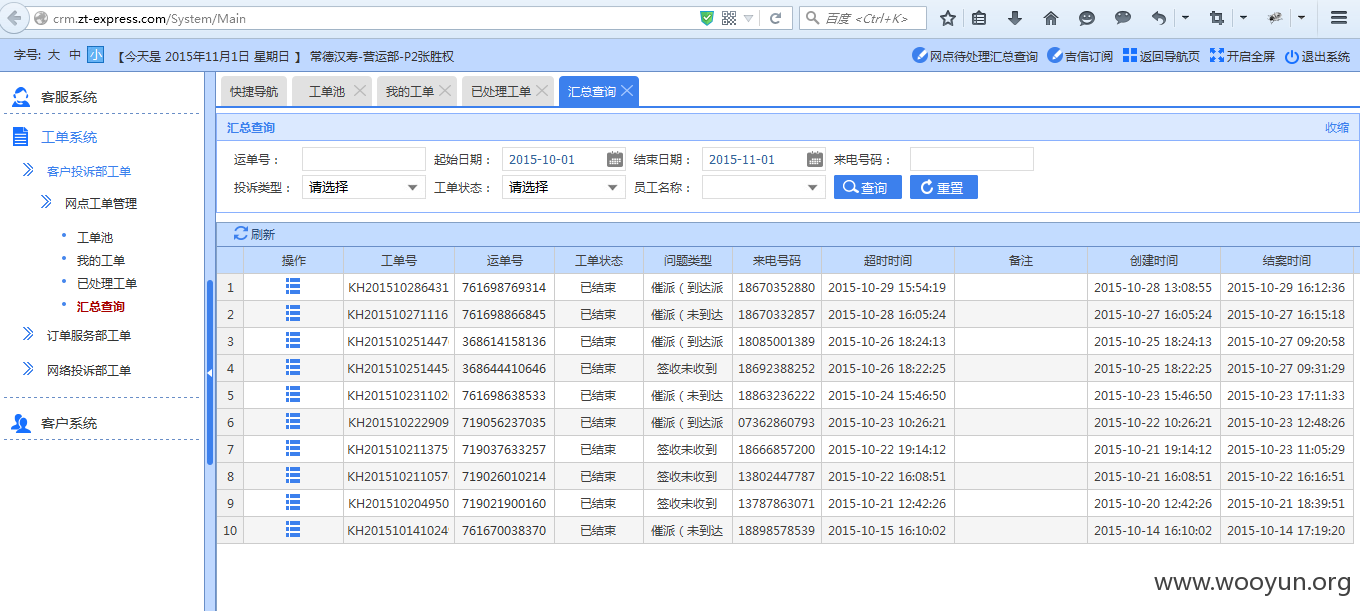 crm.zt-express.com/System/Main
百度 <Ctrl+K>
字号: 大 中 小 【今天是 2015年11月1日 星期日 】 常德汉寿-营运部-P2张胜权
网点待处理汇总查询 吉信订阅 返回导航页 开启全屏 退出系统
客服系统
工单系统
客户投诉部工单
网点工单管理
工单池
我的工单
已处理工单
汇总查询
订单服务部工单
网络投诉部工单
客户系统
快捷导航 工单池 我的工单 已处理工单 汇总查询
汇总查询 收缩
运单号： 起始日期： 2015-10-01 结束日期： 2015-11-01 来电号码：
投诉类型： 请选择 工单状态： 请选择 员工名称： 查询 重置
刷新
操作 工单号 运单号 工单状态 问题类型 来电号码 超时时间 备注 创建时间 结案时间
1 KH201510286431 761698769314 已结束 催派（到达派 18670352880 2015-10-29 15:54:19 2015-10-28 13:08:55 2015-10-29 16:12:36
2 KH201510271116 761698866845 已结束 催派（未到达 18670332857 2015-10-28 16:05:24 2015-10-27 16:05:24 2015-10-27 16:15:18
3 KH20151025144 368614158136 已结束 催派（到达派 18085001389 2015-10-26 18:24:13 2015-10-25 18:24:13 2015-10-27 09:20:58
4 KH20151025145 368644410646 已结束 签收未收到 18692388252 2015-10-26 18:22:25 2015-10-25 18:22:25 2015-10-27 09:31:29
5 KH20151023110 761698638533 已结束 催派（未到达 18863236222 2015-10-24 15:46:50 2015-10-23 15:46:50 2015-10-23 17:11:33
6 KH201510222909 719056237035 已结束 催派（到达派 07362860793 2015-10-23 10:26:21 2015-10-22 10:26:21 2015-10-23 12:48:26
7 KH20151021137 719037633257 已结束 签收未收到 18666857200 2015-10-22 19:14:12 2015-10-21 19:14:12 2015-10-23 11:05:29
8 KH20151021105 719026010214 已结束 签收未收到 13802447787 2015-10-22 16:08:51 2015-10-21 16:08:51 2015-10-22 16:16:51
9 KH201510204950 719021900160 已结束 签收未收到 13787863071 2015-10-21 12:42:26 2015-10-20 12:42:26 2015-10-21 18:39:51
10 KH20151014102 761670038370 已结束 催派（未到达 18898578539 2015-10-15 16:10:02 2015-10-14 16:10:02 2015-10-14 17:19:20
www.wooyun.org